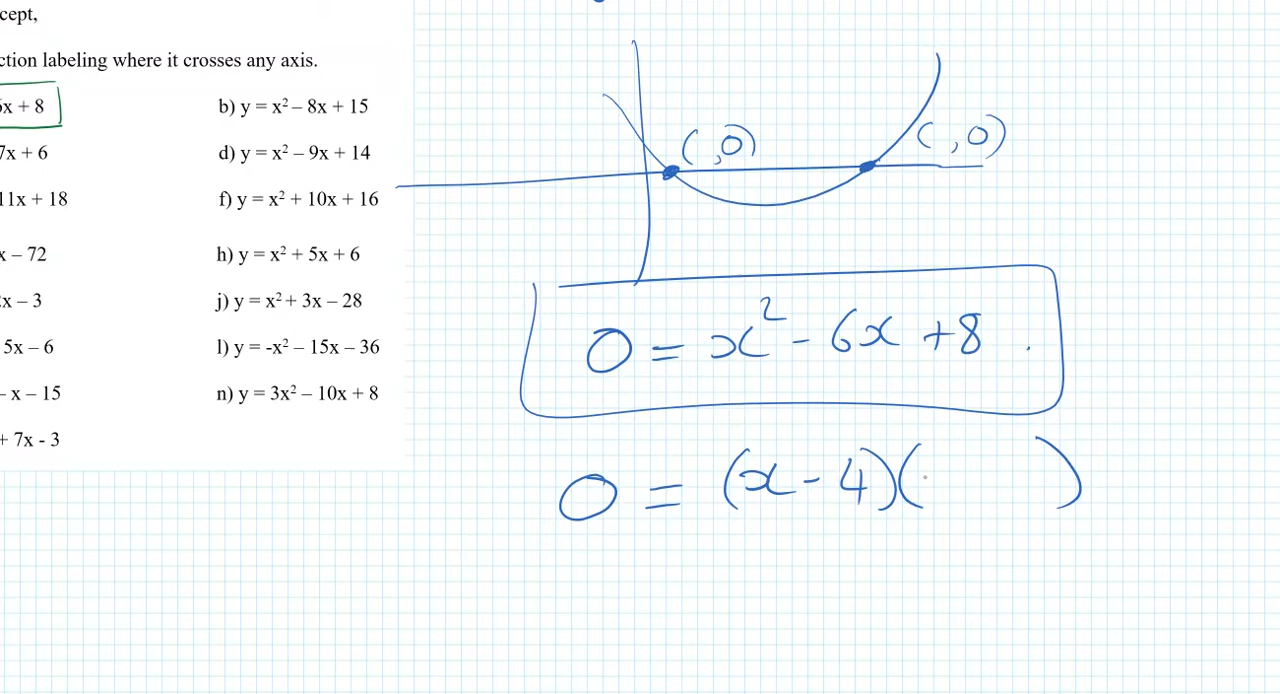 cept,
ction labeling where it crosses any axis.
6x + 8
b) y = x² – 8x + 15
7x + 6
d) y = x² – 9x + 14
11x + 18
f) y = x² + 10x + 16
x – 72
h) y = x² + 5x + 6
x – 3
j) y = x² + 3x – 28
5x – 6
l) y = -x² – 15x – 36
– x – 15
n) y = 3x² – 10x + 8
+ 7x - 3
( ,0)
( ,0)
0 = x² - 6x + 8 .
0 = (x - 4)( )